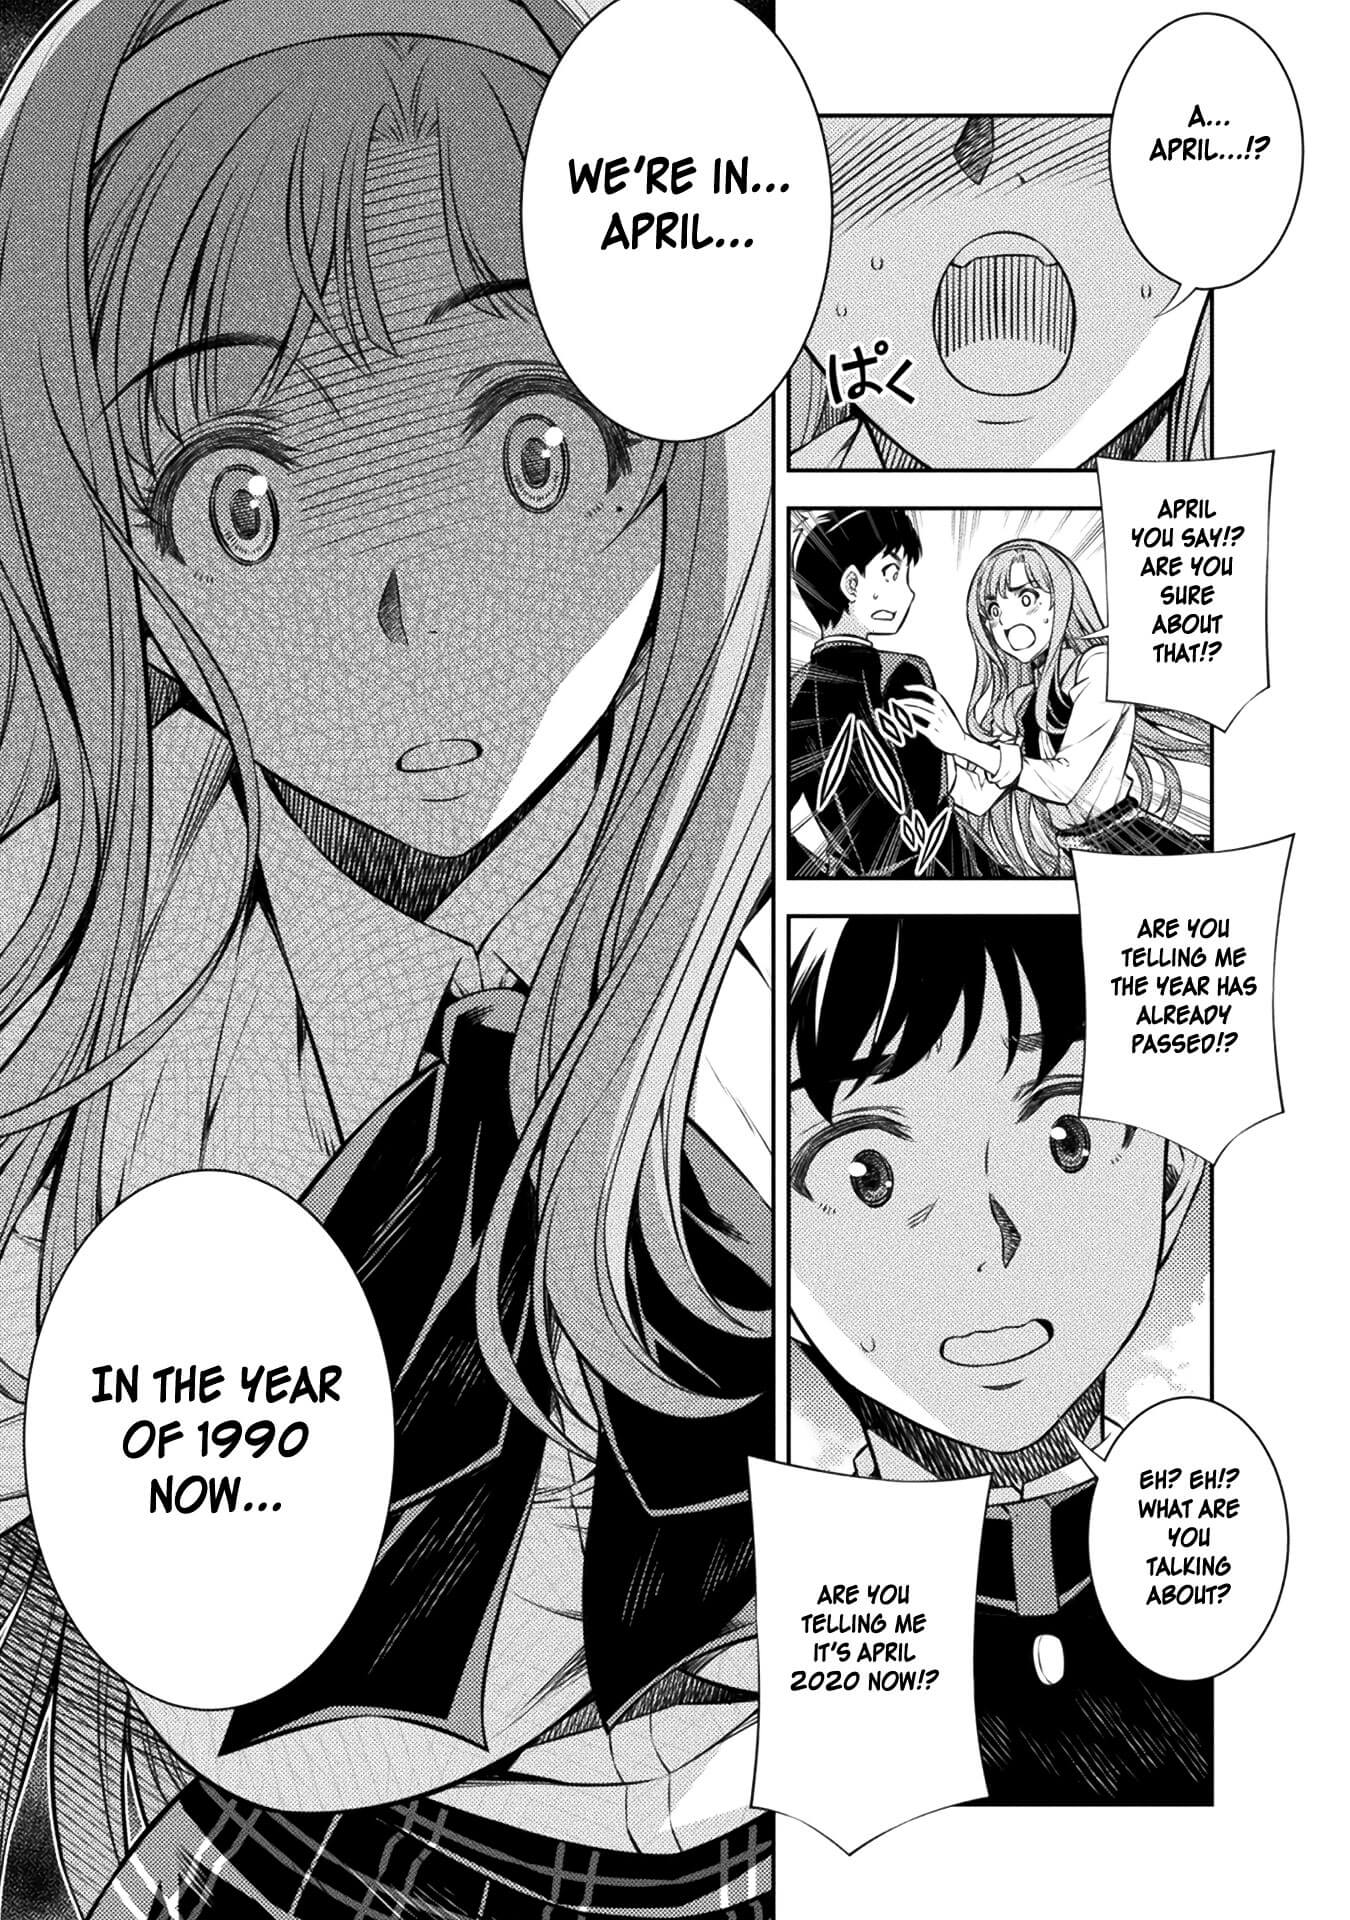 A...
APRIL...!?
ぱく
APRIL
YOU SAY!?
ARE YOU
SURE
ABOUT
THAT!?
ARE YOU
TELLING ME
THE YEAR HAS
ALREADY
PASSED!?
EH? EH!?
WHAT ARE
YOU
TALKING
ABOUT?
ARE YOU
TELLING ME
IT'S APRIL
2020 NOW!?
WE'RE IN...
APRIL...
IN THE YEAR
OF 1990
NOW...